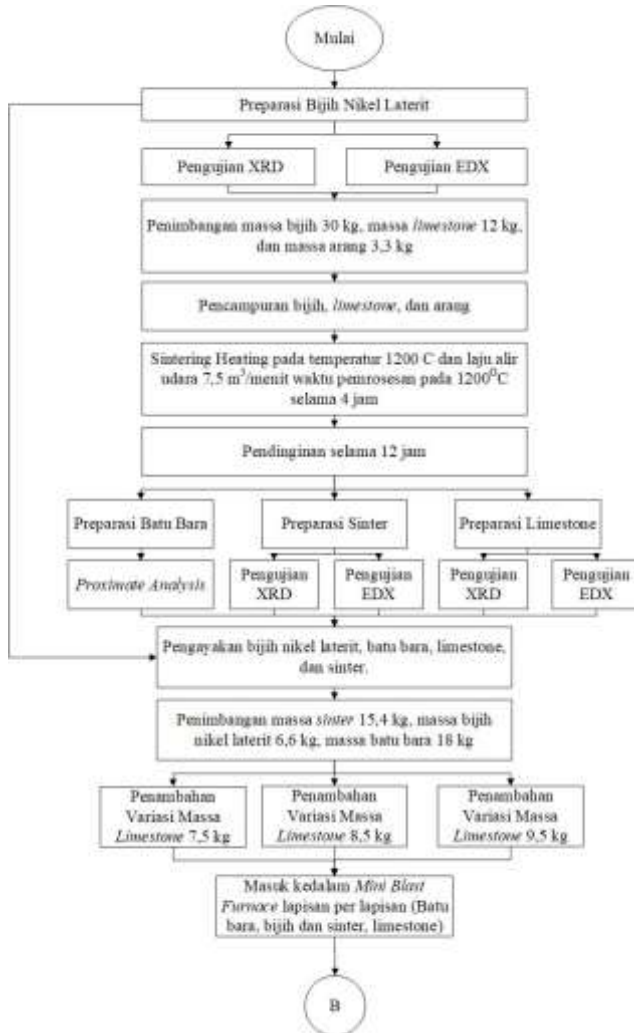 Mulai
Preparasi Bijih Nikel Laterit
Pengujian XRD
Pengujian EDX
Penimbangan massa bijih 30 kg, massa limestone 12 kg,
dan massa arang 3,3 kg
Pencampuran bijih, limestone, dan arang
Sintering Heating pada temperatur 1200 C dan laju alir
udara 7,5 m³/menit waktu pemrosesan pada 1200⁰C
selama 4 jam
Pendinginan selama 12 jam
Preparasi Batu Bara
Preparasi Sinter
Preparasi Limestone
Proximate Analysis
Pengujian
XRD
Pengujian
EDX
Pengujian
XRD
Pengujian
EDX
Pengayakan bijih nikel laterit, batu bara, limestone,
dan sinter.
Penimbangan massa sinter 15,4 kg, massa bijih
nikel laterit 6,6 kg, massa batu bara 18 kg
Penambahan
Variasi Massa
Limestone 7,5 kg
Penambahan
Variasi Massa
Limestone 8,5 kg
Penambahan
Variasi Massa
Limestone 9,5 kg
Masuk kedalam Mini Blast
Furnace lapisan per lapisan (Batu
bara, bijih dan sinter, limestone)
B